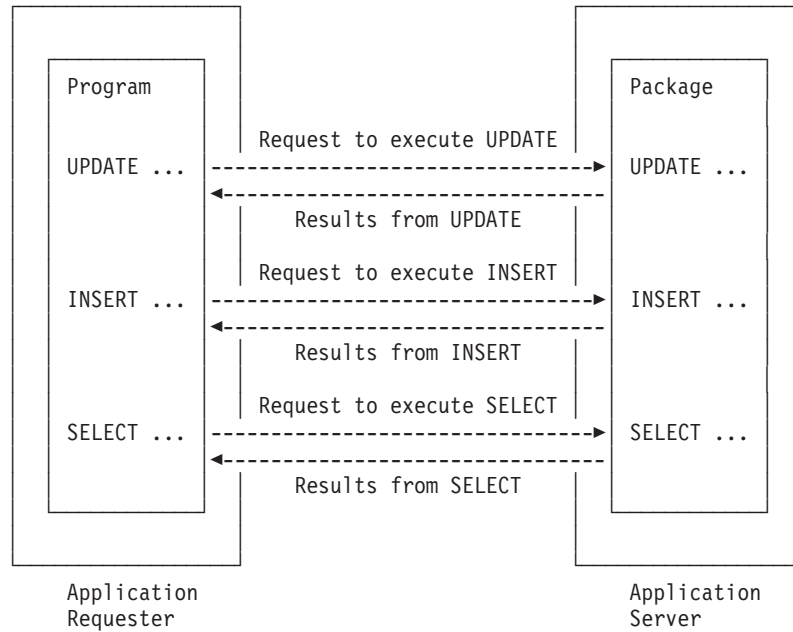 Program
Package
Request to execute UPDATE
UPDATE ...
UPDATE ...
Results from UPDATE
Request to execute INSERT
INSERT ...
INSERT ...
Results from INSERT
Request to execute SELECT
SELECT ...
SELECT ...
Results from SELECT
Application
Requester
Application
Server